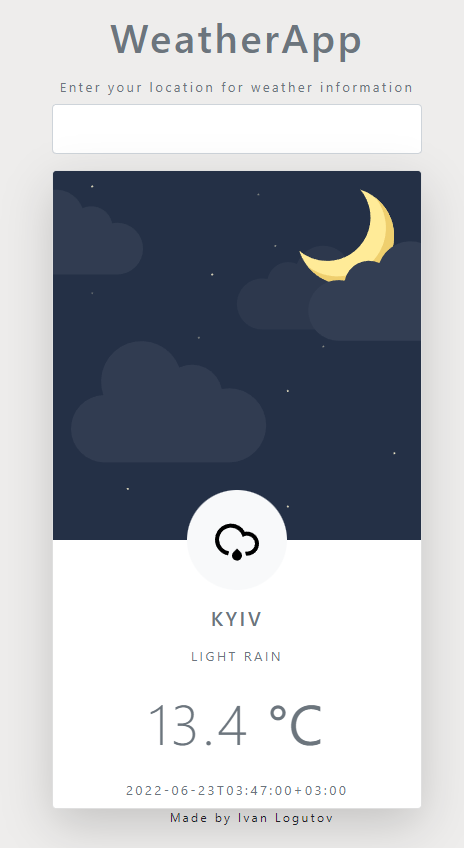 WeatherApp
Enter your location for weather information
KYIV
LIGHT RAIN
13.4 °C
2022-06-23T03:47:00+03:00
Made by Ivan Logutov